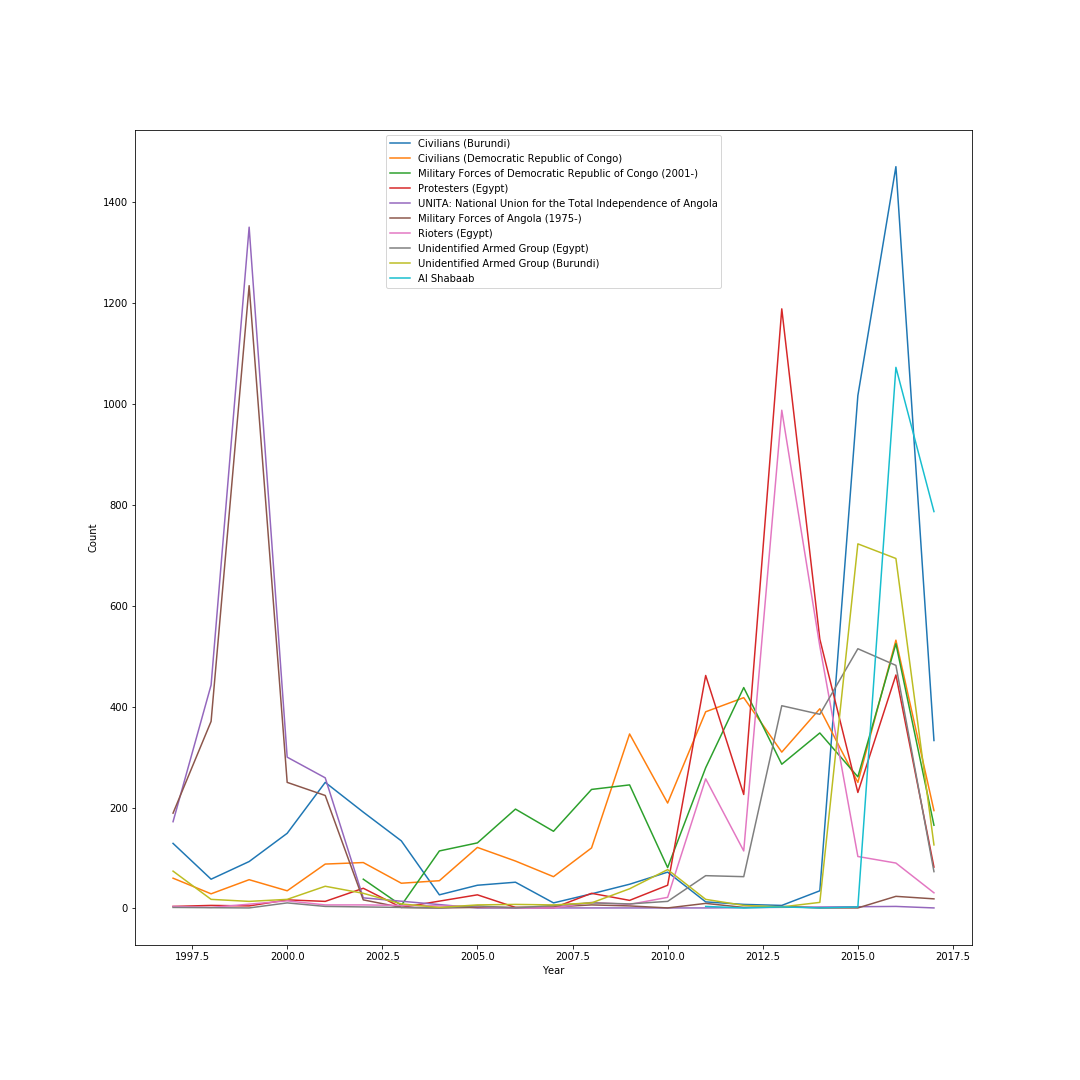 Civilians (Burundi)
Civilians (Democratic Republic of Congo)
Military Forces of Democratic Republic of Congo (2001-)
Protesters (Egypt)
UNITA: National Union for the Total Independence of Angola
Military Forces of Angola (1975-)
Rioters (Egypt)
Unidentified Armed Group (Egypt)
Unidentified Armed Group (Burundi)
Al Shabaab
1400
1200
1000
800
600
400
200
0
Count
1997.5 2000.0 2002.5 2005.0 2007.5 2010.0 2012.5 2015.0 2017.5
Year